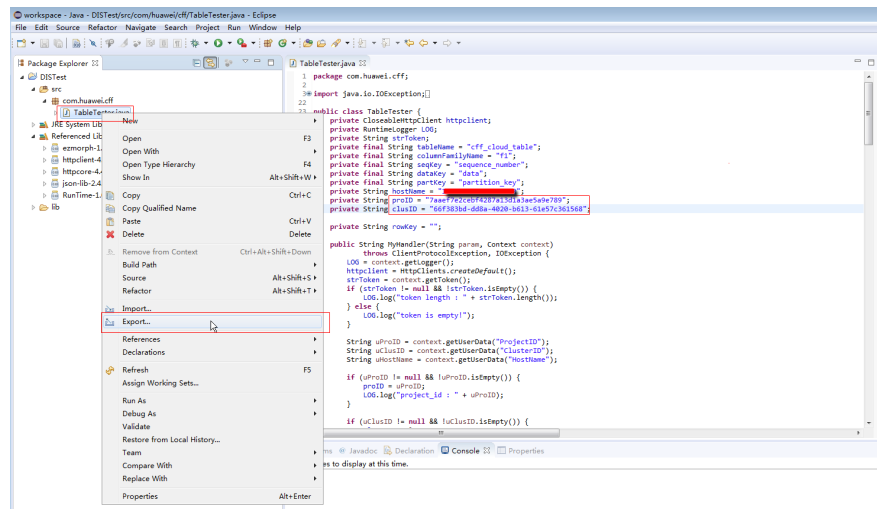 workspace - Java - DISTest/src/com/huawei/cff/TableTester.java - Eclipse
File Edit Source Refactor Navigate Search Project Run Window Help
Package Explorer
DISTest
src
com.huawei.cff
TableTester.java
JRE System Lib
Referenced Lib
ezmorph-1.
httpclient-4.
httpcore-4.
json-lib-2.4
RunTime-1.
lib
New
Open F3
Open With
Open Type Hierarchy F4
Show In Alt+Shift+W
Copy Ctrl+C
Copy Qualified Name
Paste Ctrl+V
Delete Delete
Remove from Context Ctrl+Alt+Shift+Down
Build Path
Source Alt+Shift+S
Refactor Alt+Shift+T
Import...
Export...
References
Declarations
Refresh F5
Assign Working Sets...
Run As
Debug As
Validate
Restore from Local History...
Team
Compare With
Replace With
Properties Alt+Enter
TableTester.java
1 package com.huawei.cff;
2
3 import java.io.IOException;
22
23 public class TableTester {
private CloseableHttpClient httpclient;
private RuntimeLogger LOG;
private String strToken;
private final String tableName = "cff_cloud_table";
private final String columnFamilyName = "fi";
private final String seqKey = "sequence_number";
private final String dataKey = "data";
private final String partKey = "partition_key";
private String hostName = "
private String proID = "7aaef7e2cebf4287a13d1a3ae5a9e789";
private String clusID = "66f383bd-dd8a-4020-b613-61e57c361568";
private String rowKey = "";
public String MyHandler(String param, Context context)
throws ClientProtocolException, IOException {
LOG = context.getLogger();
httpclient = HttpClients.createDefault();
strToken = context.getToken();
if (strToken != null && !strToken.isEmpty()) {
LOG.log("token length : " + strToken.length());
} else {
LOG.log("token is empty!");
}
String uProID = context.getUserData("ProjectID");
String uClusID = context.getUserData("ClusterID");
String uHostName = context.getUserData("HostName");
if (uProID != null && !uProID.isEmpty()) {
proID = uProID;
LOG.log("project_id : " + uProID);
}
if (uClusID != null && !uClusID.isEmpty()) {
ms Javadoc Declaration Console Properties
es to display at this time.